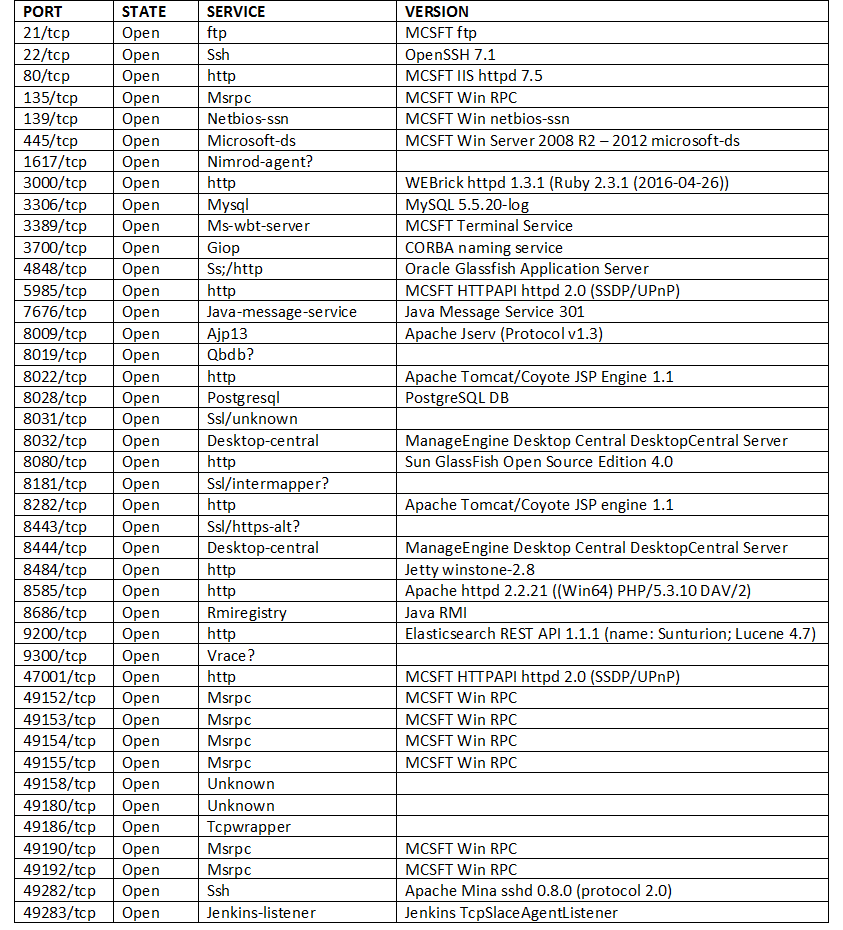 PORT STATE SERVICE VERSION
21/tcp Open ftp MCSFT ftp
22/tcp Open Ssh OpenSSH 7.1
80/tcp Open http MCSFT IIS httpd 7.5
135/tcp Open Msrpc MCSFT Win RPC
139/tcp Open Netbios-ssn MCSFT Win netbios-ssn
445/tcp Open Microsoft-ds MCSFT Win Server 2008 R2 – 2012 microsoft-ds
1617/tcp Open Nimrod-agent?
3000/tcp Open http WEBrick httpd 1.3.1 (Ruby 2.3.1 (2016-04-26))
3306/tcp Open Mysql MySQL 5.5.20-log
3389/tcp Open Ms-wbt-server MCSFT Terminal Service
3700/tcp Open Giop CORBA naming service
4848/tcp Open Ss;/http Oracle Glassfish Application Server
5985/tcp Open http MCSFT HTTPAPI httpd 2.0 (SSDP/UPnP)
7676/tcp Open Java-message-service Java Message Service 301
8009/tcp Open Ajp13 Apache Jserv (Protocol v1.3)
8019/tcp Open Qbdb?
8022/tcp Open http Apache Tomcat/Coyote JSP Engine 1.1
8028/tcp Open Postgresql PostgreSQL DB
8031/tcp Open Ssl/unknown
8032/tcp Open Desktop-central ManageEngine Desktop Central DesktopCentral Server
8080/tcp Open http Sun GlassFish Open Source Edition 4.0
8181/tcp Open Ssl/intermapper?
8282/tcp Open http Apache Tomcat/Coyote JSP engine 1.1
8443/tcp Open Ssl/https-alt?
8444/tcp Open Desktop-central ManageEngine Desktop Central DesktopCentral Server
8484/tcp Open http Jetty winstone-2.8
8585/tcp Open http Apache httpd 2.2.21 ((Win64) PHP/5.3.10 DAV/2)
8686/tcp Open Rmiregistry Java RMI
9200/tcp Open http Elasticsearch REST API 1.1.1 (name: Sunturion; Lucene 4.7)
9300/tcp Open Vrace?
47001/tcp Open http MCSFT HTTPAPI httpd 2.0 (SSDP/UPnP)
49152/tcp Open Msrpc MCSFT Win RPC
49153/tcp Open Msrpc MCSFT Win RPC
49154/tcp Open Msrpc MCSFT Win RPC
49155/tcp Open Msrpc MCSFT Win RPC
49158/tcp Open Unknown
49180/tcp Open Unknown
49186/tcp Open Tcpwrapper
49190/tcp Open Msrpc MCSFT Win RPC
49192/tcp Open Msrpc MCSFT Win RPC
49282/tcp Open Ssh Apache Mina sshd 0.8.0 (protocol 2.0)
49283/tcp Open Jenkins-listener Jenkins TcpSlaceAgentListener